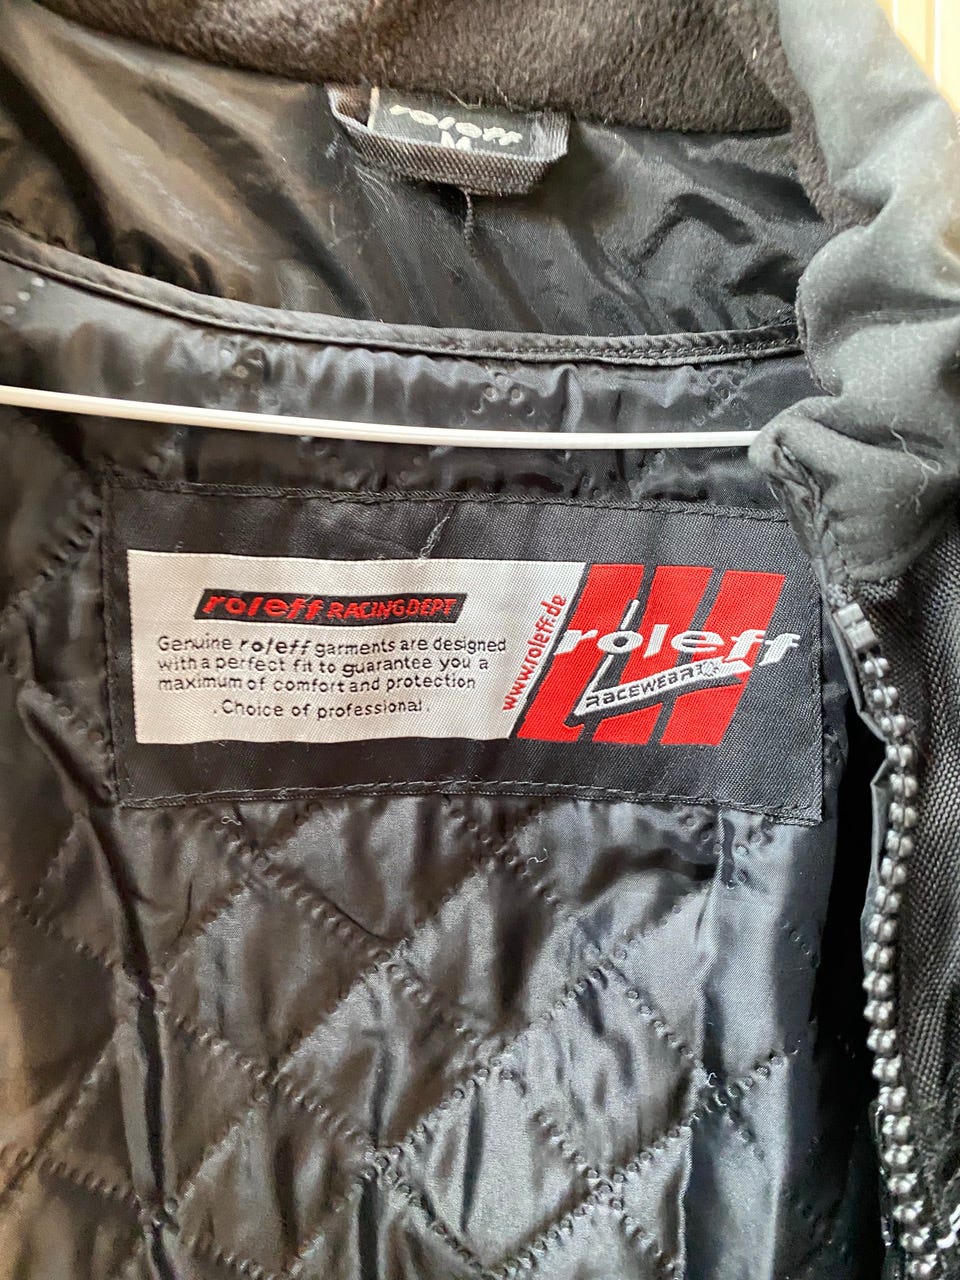 roleff
M
roleff RACINGDEPT
Genuine roleff garments are designed
with a perfect fit to guarantee you a
maximum of comfort and protection
.Choice of professional.
www.roleff.de
roleff
RACEWEAR